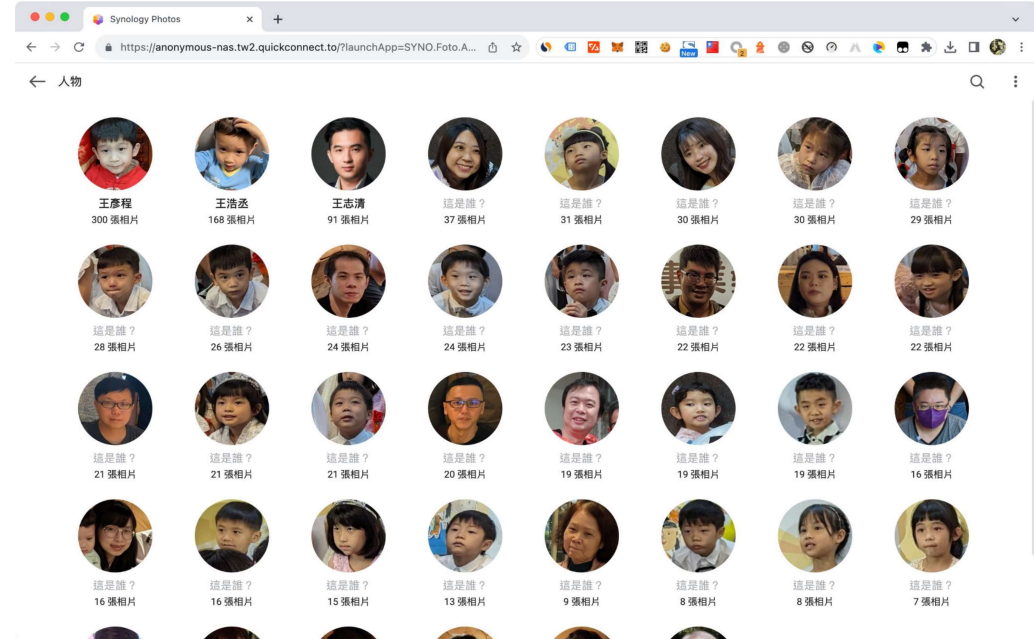 Synology Photos
https://anonymous-nas.tw2.quickconnect.to/?launchApp=SYNO.Foto.A...
New
2
人物
王彥程 王浩丞 王志清 這是誰？ 這是誰？ 這是誰？ 這是誰？ 這是誰？
300 張相片 168 張相片 91 張相片 37 張相片 31 張相片 30 張相片 30 張相片 29 張相片
這是誰？ 這是誰？ 這是誰？ 這是誰？ 這是誰？ 這是誰？ 這是誰？ 這是誰？
28 張相片 26 張相片 24 張相片 24 張相片 23 張相片 22 張相片 22 張相片 22 張相片
這是誰？ 這是誰？ 這是誰？ 這是誰？ 這是誰？ 這是誰？ 這是誰？ 這是誰？
21 張相片 21 張相片 21 張相片 20 張相片 19 張相片 19 張相片 19 張相片 16 張相片
這是誰？ 這是誰？ 這是誰？ 這是誰？ 這是誰？ 這是誰？ 這是誰？ 這是誰？
16 張相片 16 張相片 15 張相片 13 張相片 9 張相片 8 張相片 8 張相片 7 張相片